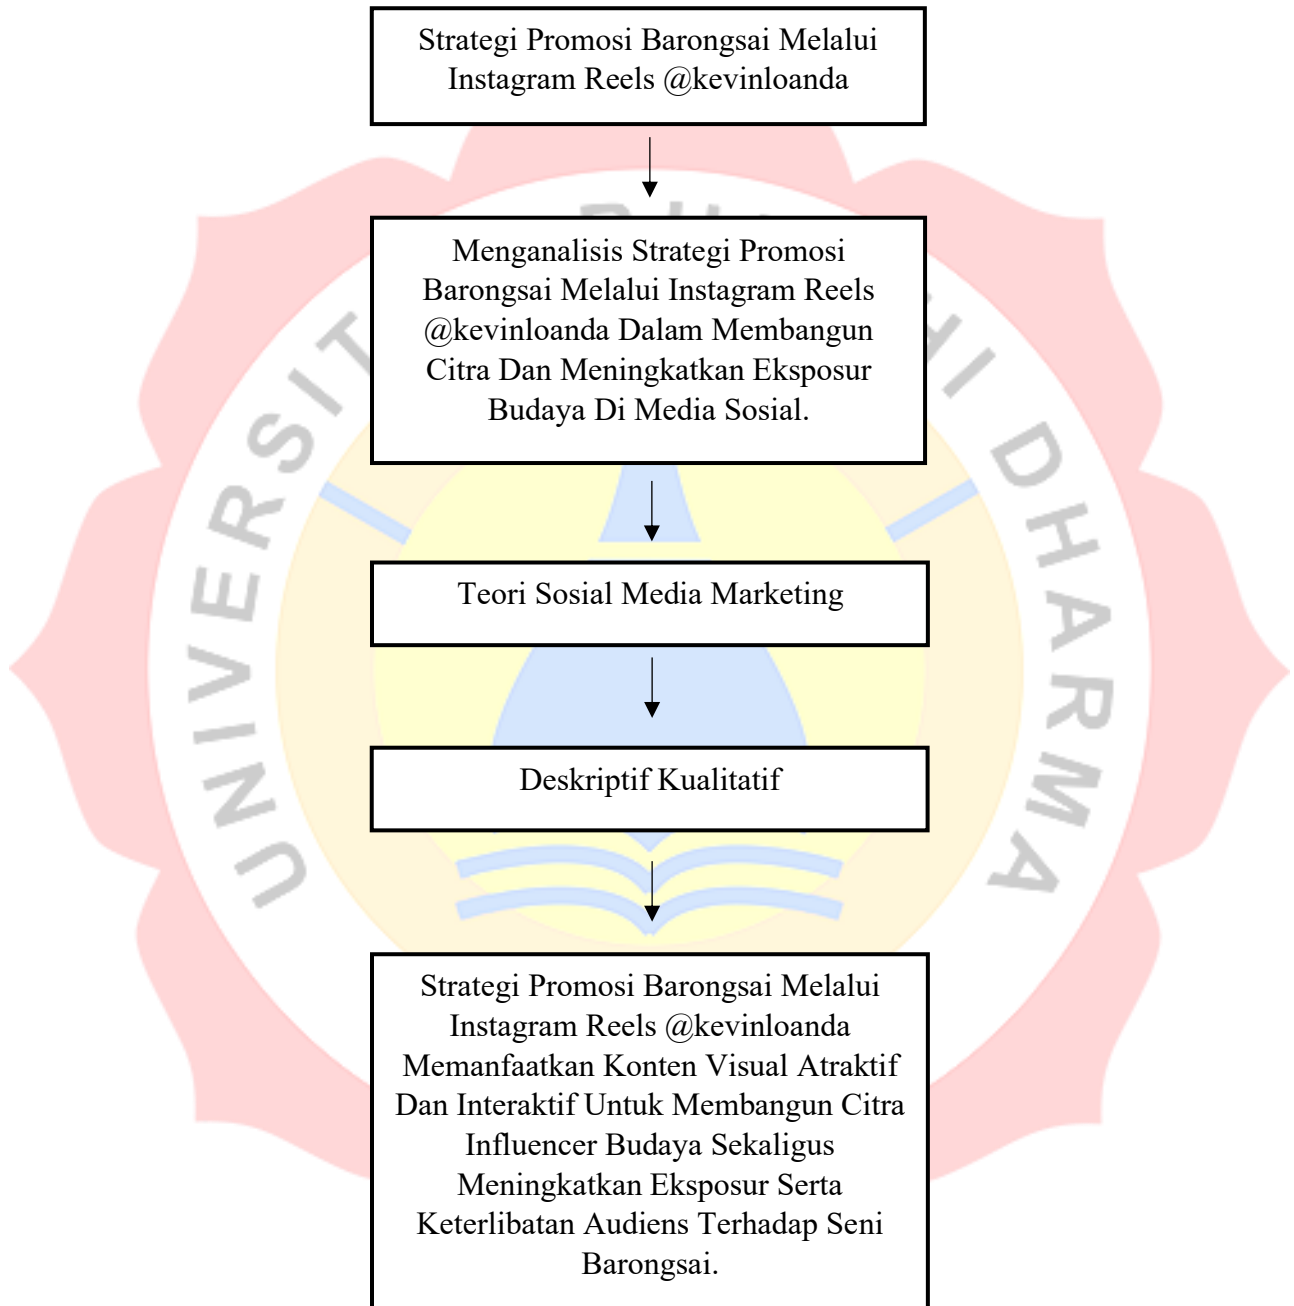 Strategi Promosi Barongsai Melalui
Instagram Reels @kevinloanda
Menganalisis Strategi Promosi
Barongsai Melalui Instagram Reels
@kevinloanda Dalam Membangun
Citra Dan Meningkatkan Eksposur
Budaya Di Media Sosial.
Teori Sosial Media Marketing
Deskriptif Kualitatif
Strategi Promosi Barongsai Melalui
Instagram Reels @kevinloanda
Memanfaatkan Konten Visual Atraktif
Dan Interaktif Untuk Membangun Citra
Influencer Budaya Sekaligus
Meningkatkan Eksposur Serta
Keterlibatan Audiens Terhadap Seni
Barongsai.
DHARMA